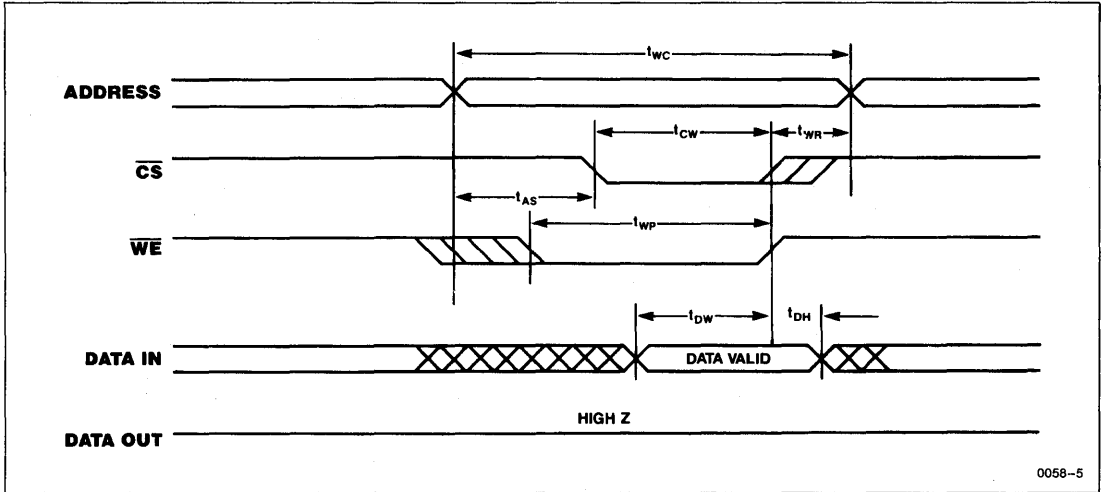 tWC
ADDRESS
tCW
tWR
CS
tAS
tWP
WE
tDW
tDH
DATA IN
DATA VALID
HIGH Z
DATA OUT
0058–5